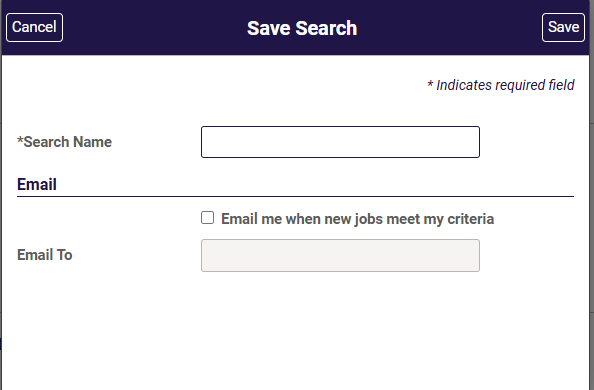 Cancel
Save Search
Save
* Indicates required field
*Search Name
Email
Email me when new jobs meet my criteria
Email To